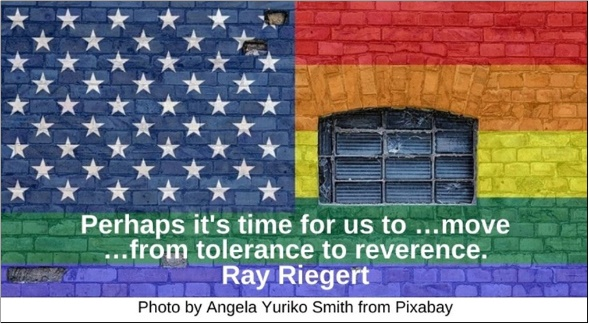 Perhaps it's time for us to ...move
...from tolerance to reverence.
Ray Riegert
Photo by Angela Yuriko Smith from Pixabay